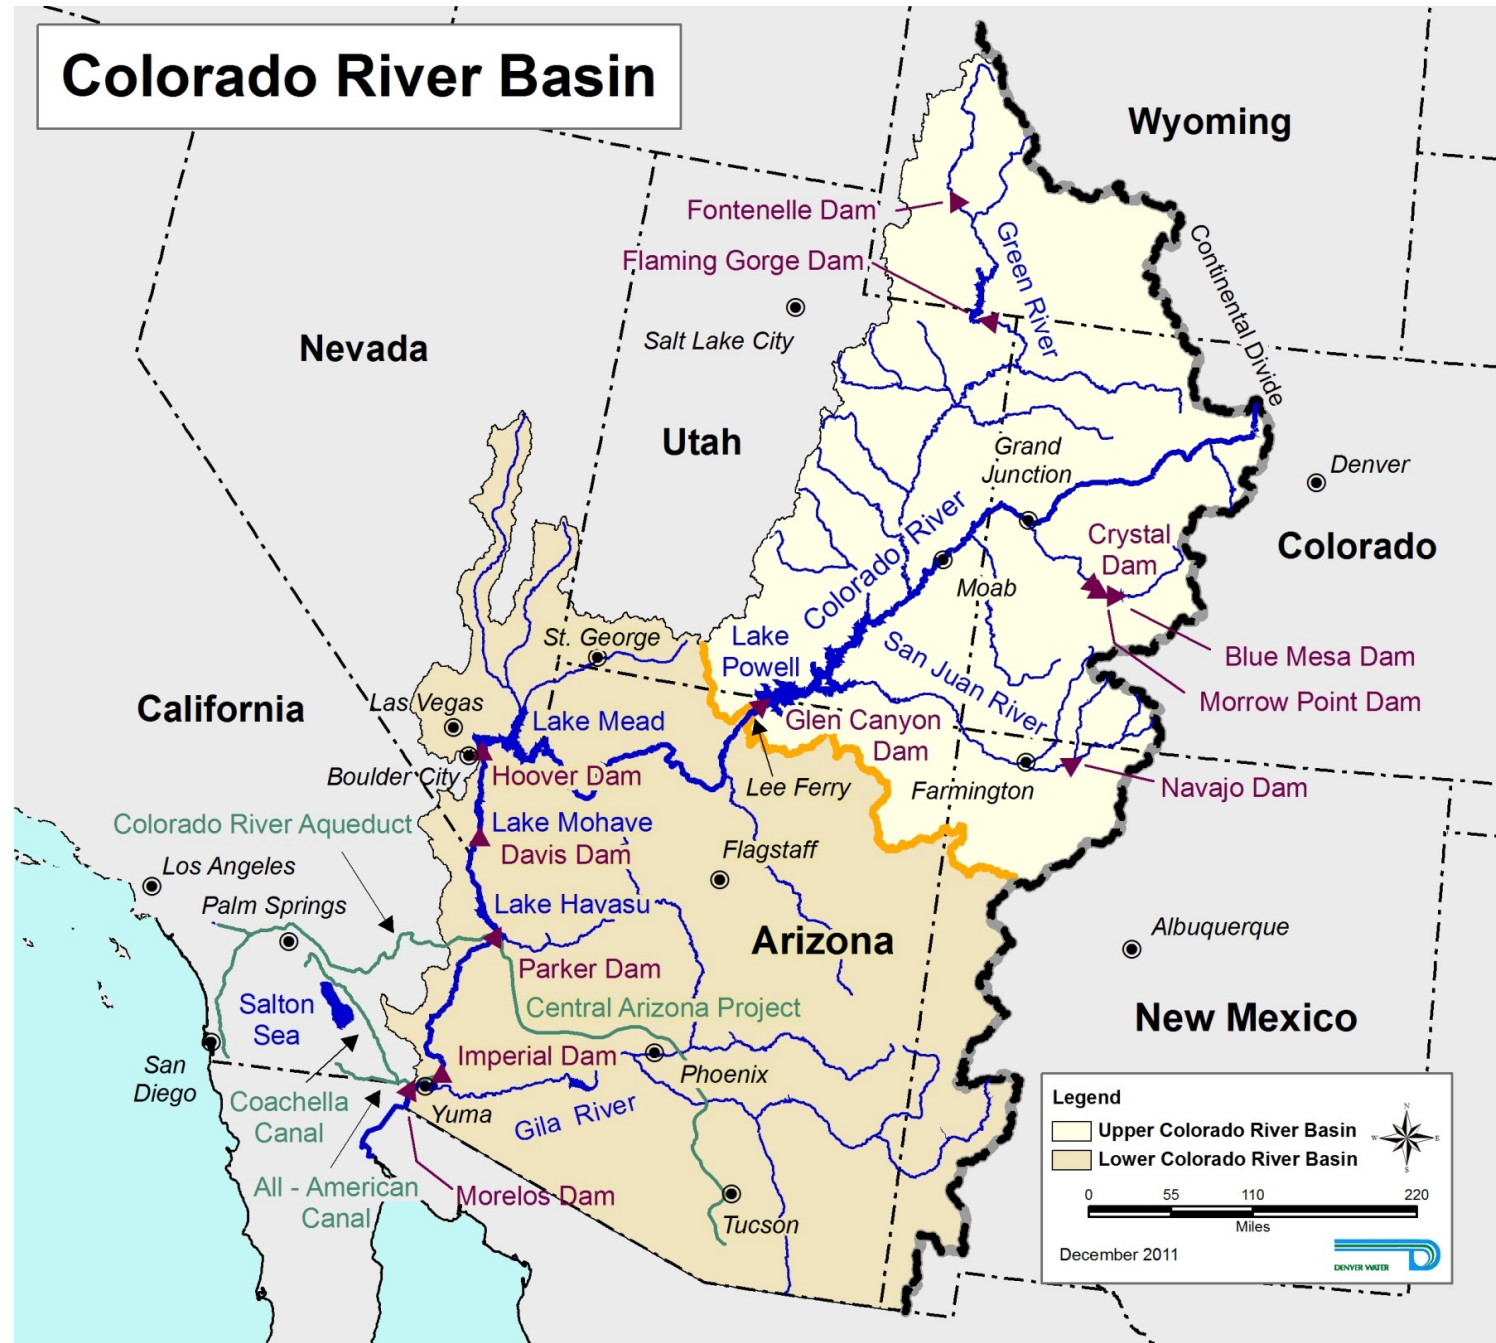 Colorado River Basin
Wyoming
Fontenelle Dam
Green River
Continental Divide
Flaming Gorge Dam
Salt Lake City
Nevada
Utah
Grand
Junction
Denver
Colorado River
Crystal
Dam
Colorado
Moab
St. George
Lake
Powell
San Juan River
Blue Mesa Dam
Morrow Point Dam
California
Las Vegas
Lake Mead
Glen Canyon
Dam
Boulder City
Hoover Dam
Lee Ferry
Farmington
Navajo Dam
Colorado River Aqueduct
Lake Mohave
Davis Dam
Flagstaff
Los Angeles
Palm Springs
Lake Havasu
Arizona
Albuquerque
Parker Dam
Salton
Sea
Central Arizona Project
New Mexico
San
Diego
Imperial Dam
Phoenix
Coachella
Canal
Yuma
Gila River
All - American
Canal
Morelos Dam
Tucson
Legend
Upper Colorado River Basin
Lower Colorado River Basin
N
W
E
S
0 55 110 220
Miles
December 2011
DENVER WATER